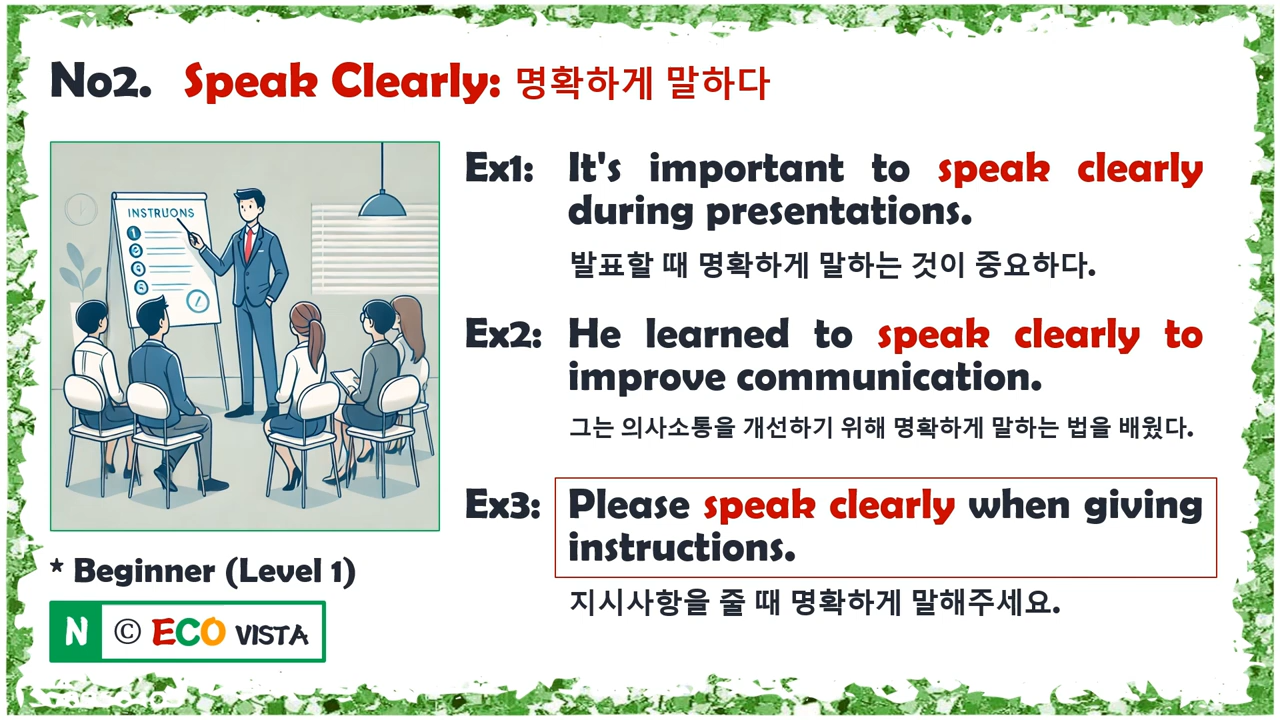 No2. Speak Clearly: 명확하게 말하다
INSTRUIONS
1
Ex1: It's important to speak clearly
during presentations.
발표할 때 명확하게 말하는 것이 중요하다.
Ex2: He learned to speak clearly to
improve communication.
그는 의사소통을 개선하기 위해 명확하게 말하는 법을 배웠다.
Ex3: Please speak clearly when giving
instructions.
지시사항을 줄 때 명확하게 말해주세요.
* Beginner (Level 1)
N © ECO VISTA